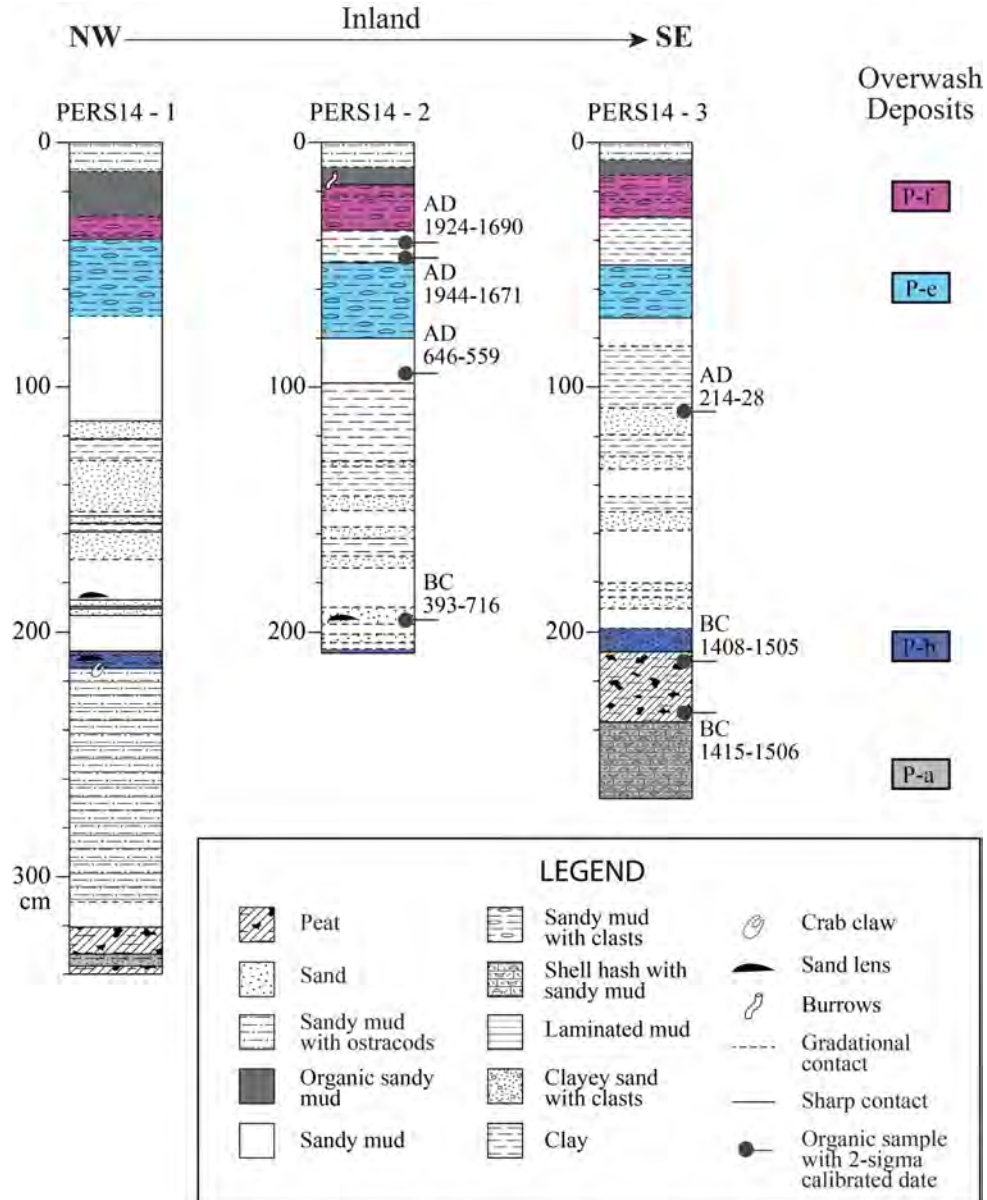 Inland
NW
SE
Overwash
Deposits
PERS14 - 1
PERS14 - 2
PERS14 - 3
0
100
200
300
cm
0
AD
1924-1690
AD
1944-1671
AD
646-559
100
BC
393-716
200
0
100
AD
214-28
200
BC
1408-1505
BC
1415-1506
P-f
P-e
P-b
P-a
LEGEND
Peat
Sand
Sandy mud
with ostracods
Organic sandy
mud
Sandy mud
Sandy mud
with clasts
Shell hash with
sandy mud
Laminated mud
Clayey sand
with clasts
Clay
Crab claw
Sand lens
Burrows
Gradational
contact
Sharp contact
Organic sample
with 2-sigma
calibrated date